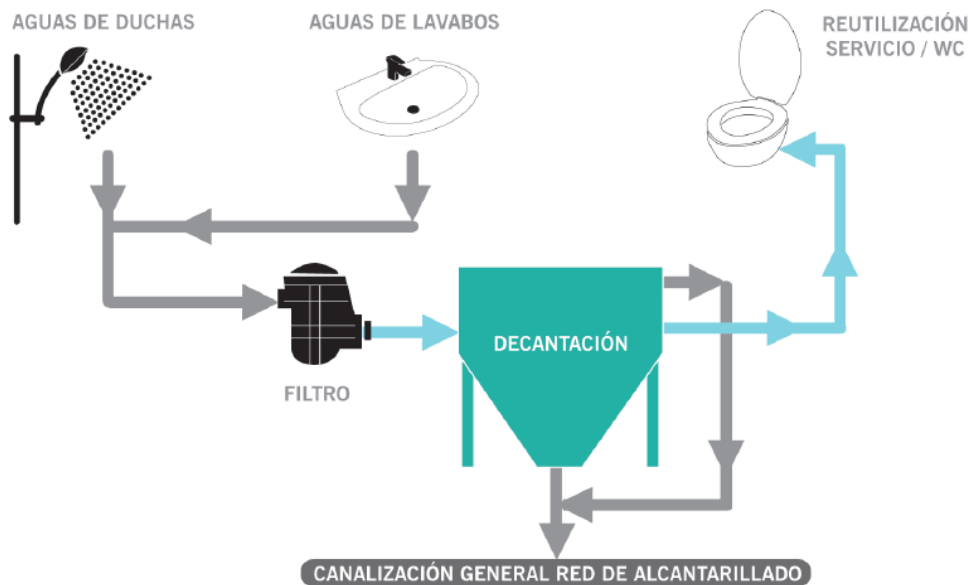 AGUAS DE DUCHAS
AGUAS DE LAVABOS
REUTILIZACIÓN
SERVICIO / WC
DECANTACIÓN
FILTRO
CANALIZACIÓN GENERAL RED DE ALCANTARILLADO